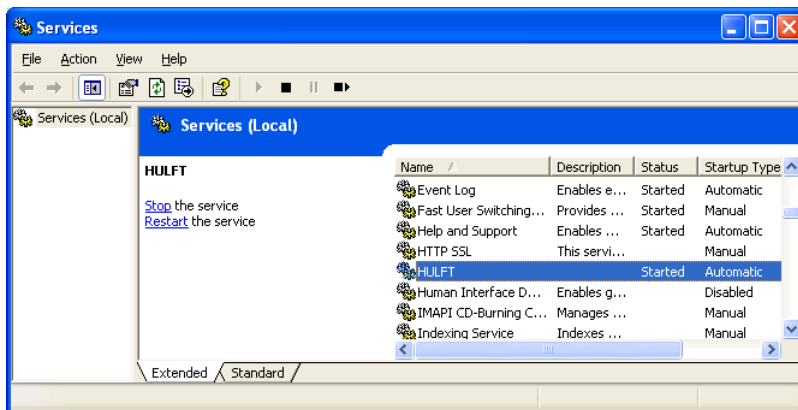 Services
File Action View Help
Services (Local)
Services (Local)
HULFT
Stop the service
Restart the service
Name Description Status Startup Type
Event Log Enables e... Started Automatic
Fast User Switching... Provides ... Started Manual
Help and Support Enables ... Started Automatic
HTTP SSL This servi... Manual
HULFT Started Automatic
Human Interface D... Enables g... Disabled
IMAPI CD-Burning C... Manages ... Manual
Indexing Service Indexes ... Manual
Extended Standard